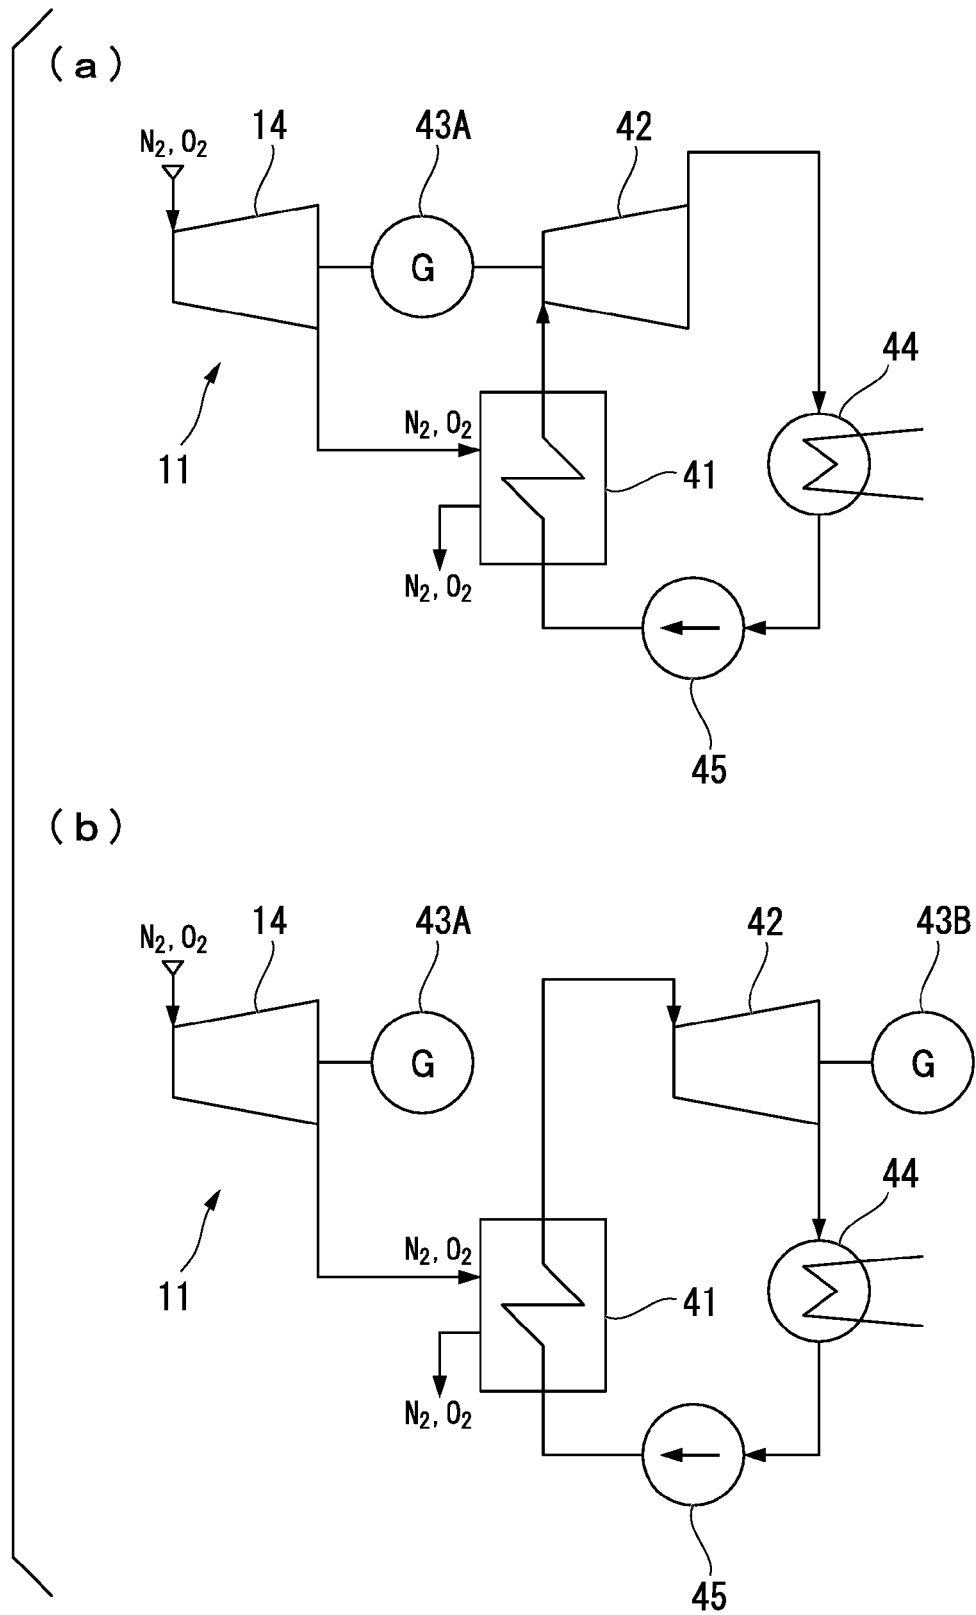 (a)
14
43A
42
N₂, O₂
G
44
N₂, O₂
11
41
N₂, O₂
45
(b)
14
43A
42
43B
N₂, O₂
G
G
44
N₂, O₂
11
41
N₂, O₂
45